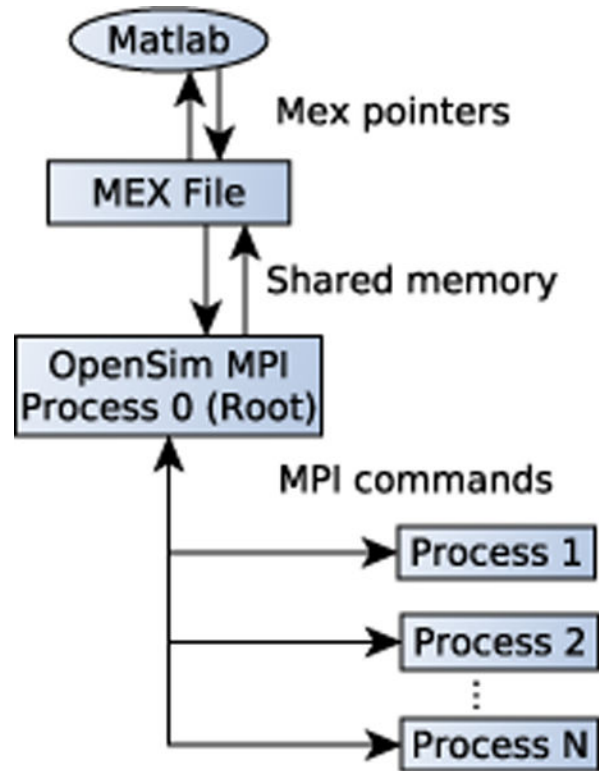 Matlab
Mex pointers
MEX File
Shared memory
OpenSim MPI
Process 0 (Root)
MPI commands
Process 1
Process 2
Process N